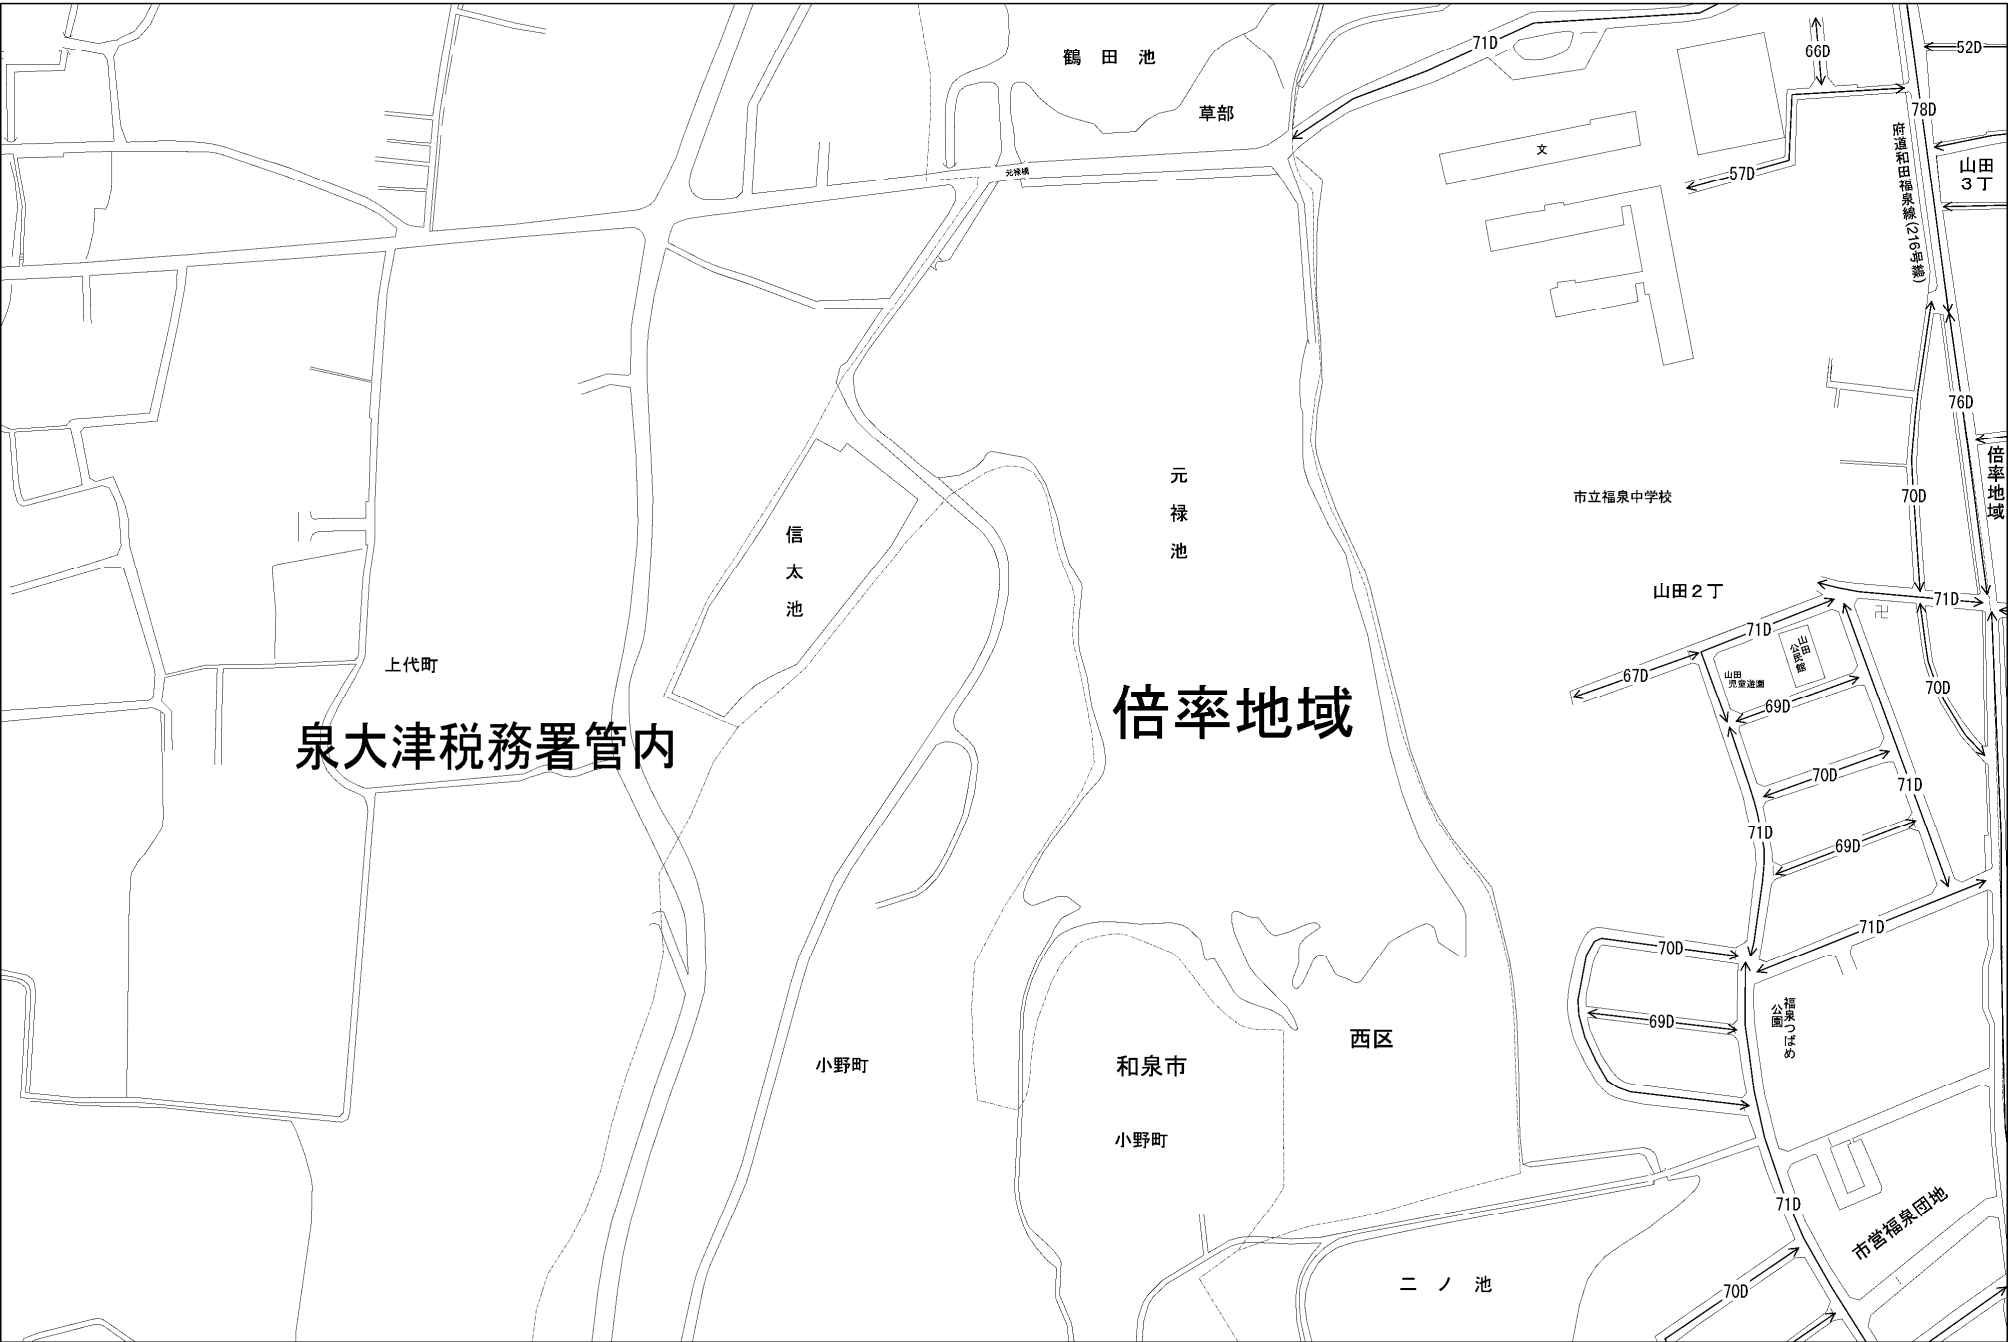 鶴田池
草部
元禄橋
71D
66D
52D
78D
文
57D
府道和田福泉線(216号線)
山田
3丁
76D
倍率地域
70D
元禄池
信太池
市立福泉中学校
山田2丁
71D
71D
卍
山田
公民館
山田
児童遊園
67D
69D
70D
上代町
泉大津税務署管内
倍率地域
70D
71D
71D
69D
71D
70D
69D
福泉つばめ
公園
西区
和泉市
小野町
小野町
71D
市営福泉団地
二ノ池
70D